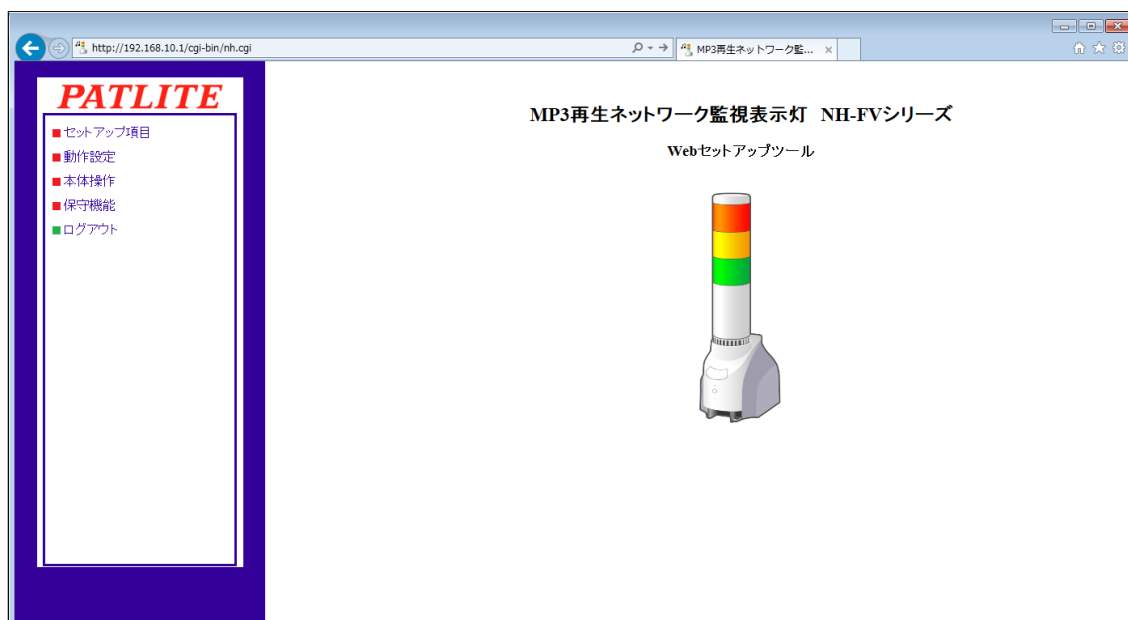 http://192.168.10.1/cgi-bin/nh.cgi
MP3再生ネットワーク監...
PATLITE
セットアップ項目
動作設定
本体操作
保守機能
ログアウト
MP3再生ネットワーク監視表示灯 NH-FVシリーズ
Webセットアップツール